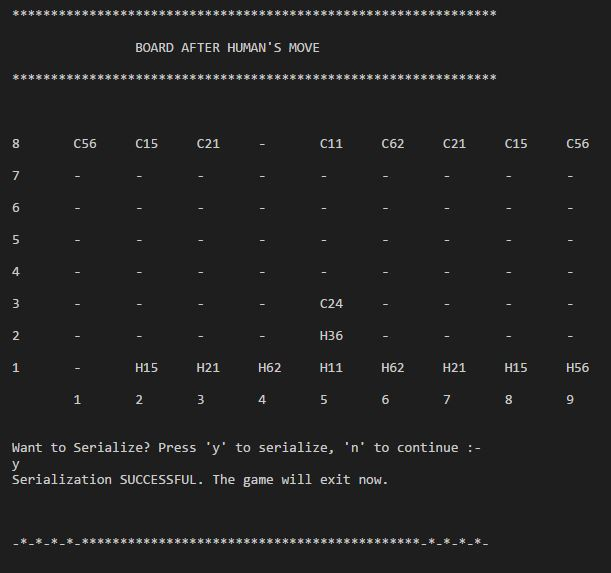 ***************************************************************
BOARD AFTER HUMAN'S MOVE
***************************************************************
8 C56 C15 C21 - C11 C62 C21 C15 C56
7 - - - - - - - - -
6 - - - - - - - - -
5 - - - - - - - - -
4 - - - - - - - - -
3 - - - - C24 - - - -
2 - - - - H36 - - - -
1 - H15 H21 H62 H11 H62 H21 H15 H56
1 2 3 4 5 6 7 8 9
Want to Serialize? Press 'y' to serialize, 'n' to continue :-
y
Serialization SUCCESSFUL. The game will exit now.
-*-*-*-*-********************************************-*-*-*-*-